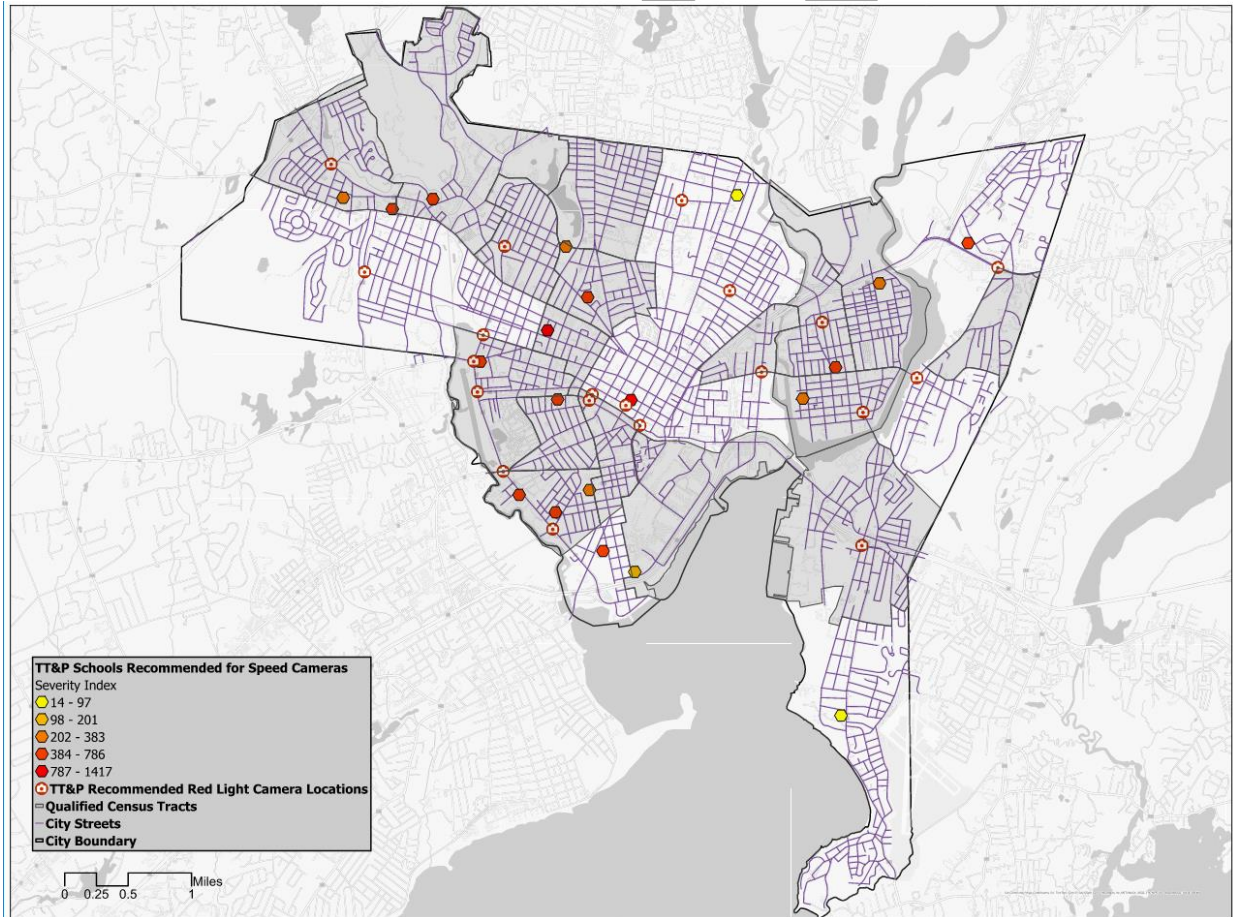 TT&P Schools Recommended for Speed Cameras
Severity Index
14 - 97
98 - 201
202 - 383
384 - 786
787 - 1417
TT&P Recommended Red Light Camera Locations
Qualified Census Tracts
City Streets
City Boundary
Miles
0 0.25 0.5 1